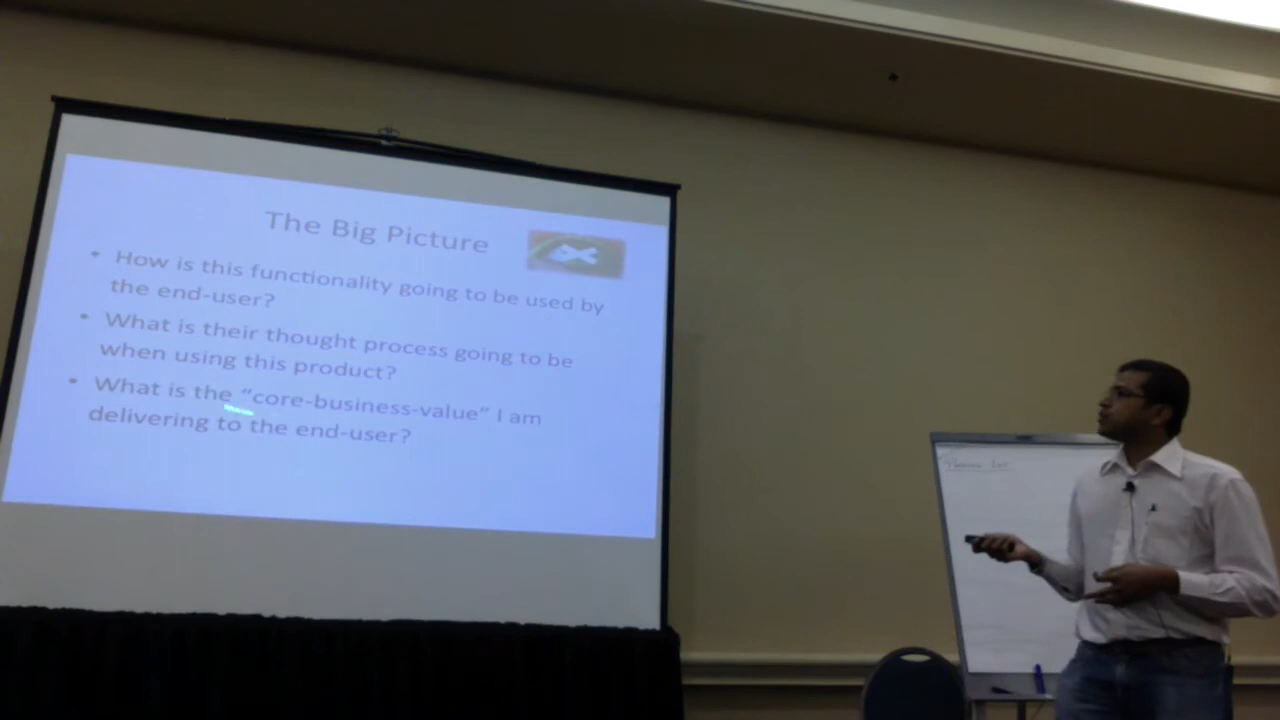 The Big Picture
• How is this functionality going to be used by
the end-user?
• What is their thought process going to be
when using this product?
• What is the “core-business-value” I am
delivering to the end-user?